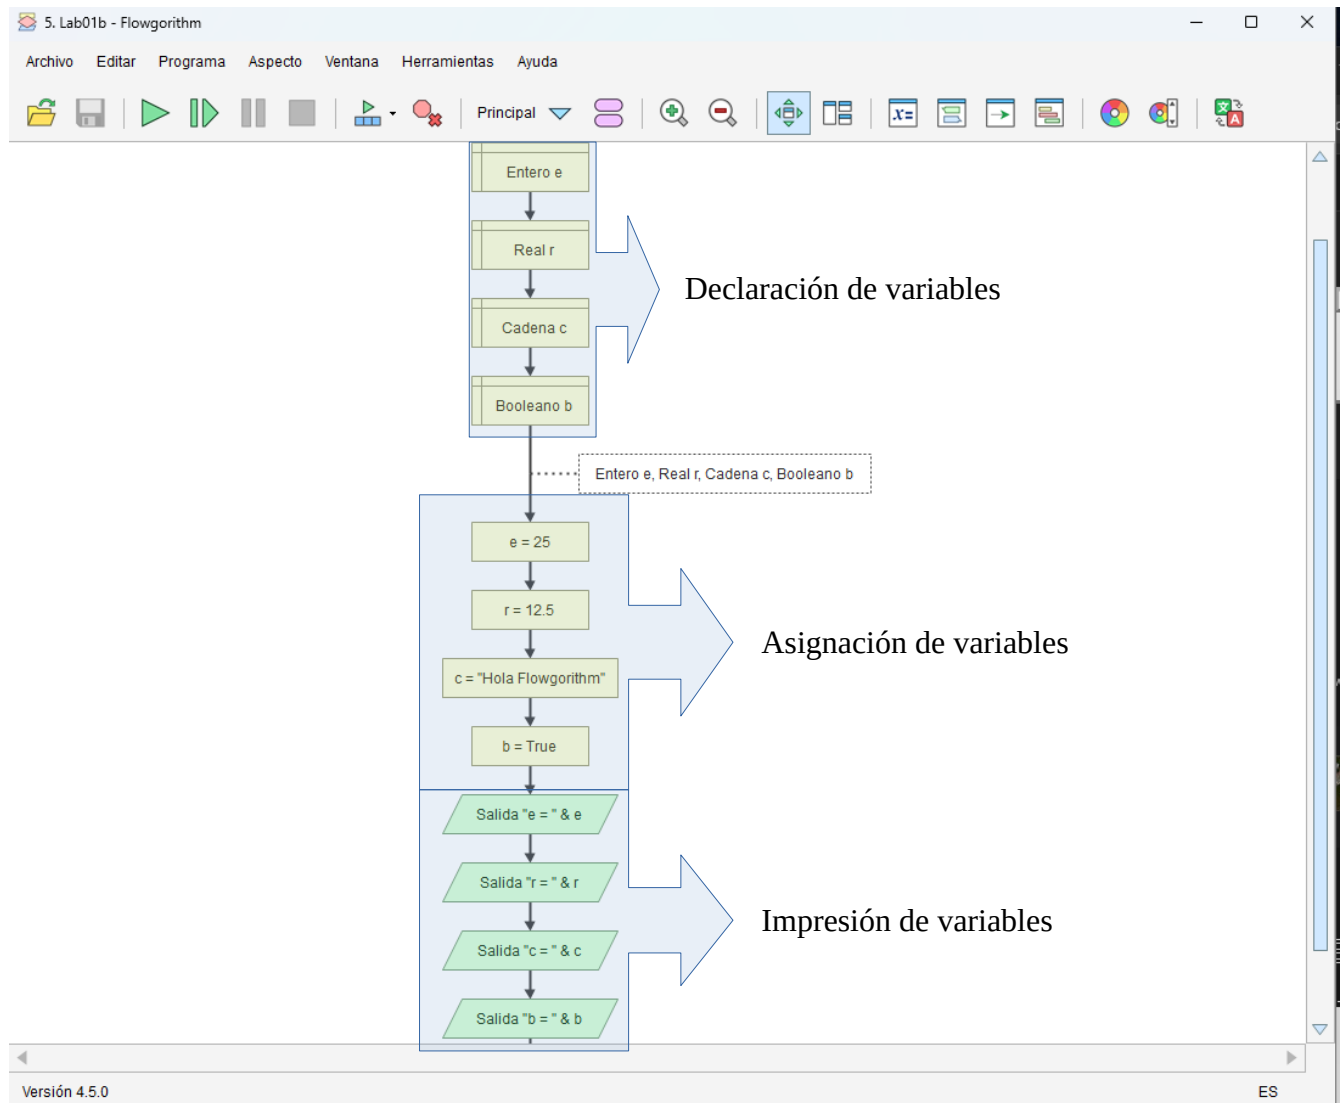 5. Lab01b - Flowgorithm
Archivo Editar Programa Aspecto Ventana Herramientas Ayuda
Principal
Entero e
Real r
Declaración de variables
Cadena c
Booleano b
Entero e, Real r, Cadena c, Booleano b
e = 25
r = 12.5
Asignación de variables
c = "Hola Flowgorithm"
b = True
Salida "e = " & e
Salida "r = " & r
Impresión de variables
Salida "c = " & c
Salida "b = " & b
Versión 4.5.0
ES